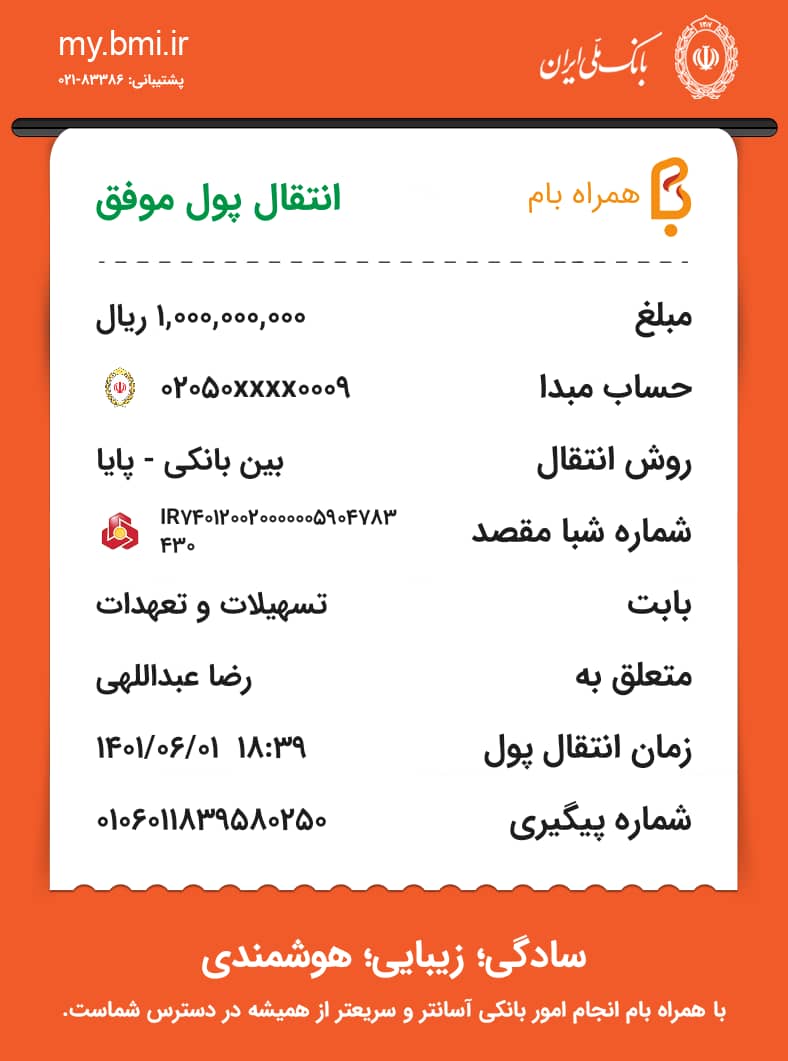 my.bmi.ir
پشتیبانی: ۸۳۳۸۶-۰۲۱
بانک ملّی ایران
همراه بام
انتقال پول موفق
مبلغ ۱,۰۰۰,۰۰۰,۰۰۰ ریال
حساب مبدا ۰۲۰۵۰xxxx۰۰۰۹
روش انتقال بین بانکی - پایا
شماره شبا مقصد IR۷۴۰۱۲۰۰۲۰۰۰۰۰۰۵۹۰۴۷۸۳
۴۳۰
بابت تسهیلات و تعهدات
متعلق به رضا عبداللهی
زمان انتقال پول ۱۸:۳۹ ۱۴۰۱/۰۶/۰۱
شماره پیگیری ۰۱۰۶۰۱۱۸۳۹۵۸۰۲۵۰
سادگی؛ زیبایی؛ هوشمندی
با همراه بام انجام امور بانکی آسانتر و سریعتر از همیشه در دسترس شماست.